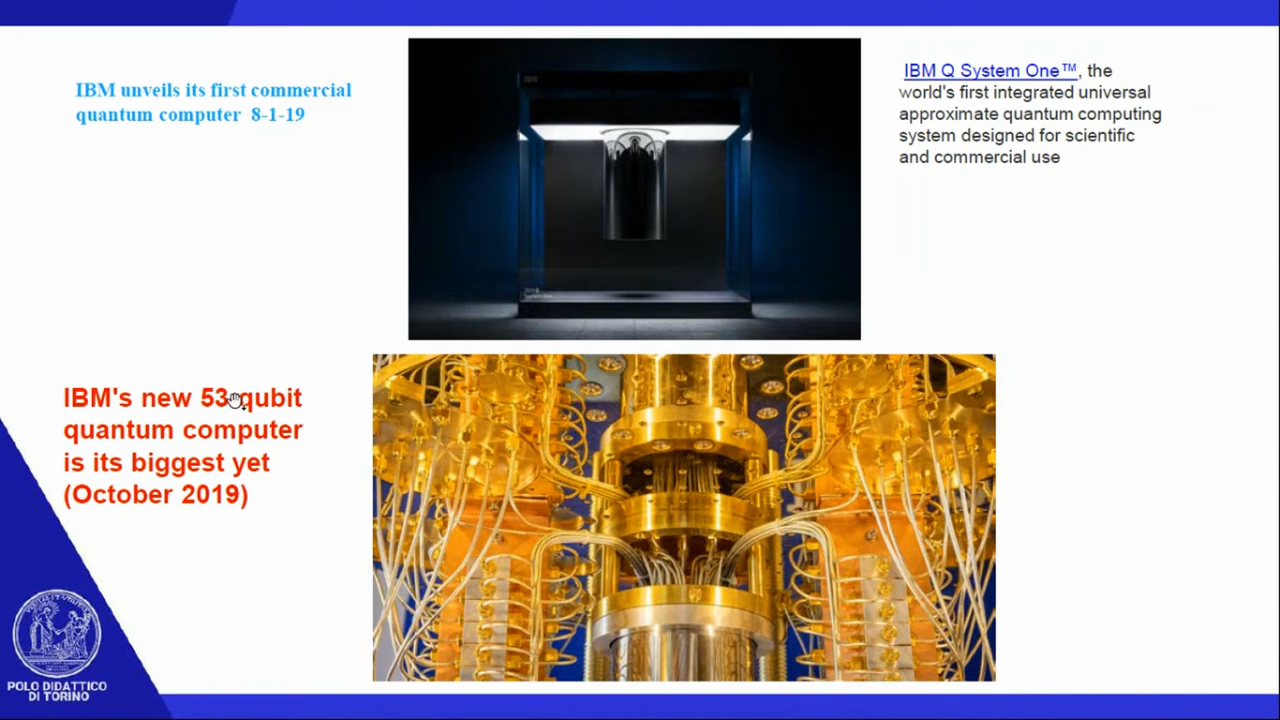 IBM unveils its first commercial
quantum computer 8-1-19
IBM Q System One™, the
world's first integrated universal
approximate quantum computing
system designed for scientific
and commercial use
IBM's new 53-qubit
quantum computer
is its biggest yet
(October 2019)
POLO DIDATTICO
DI TORINO